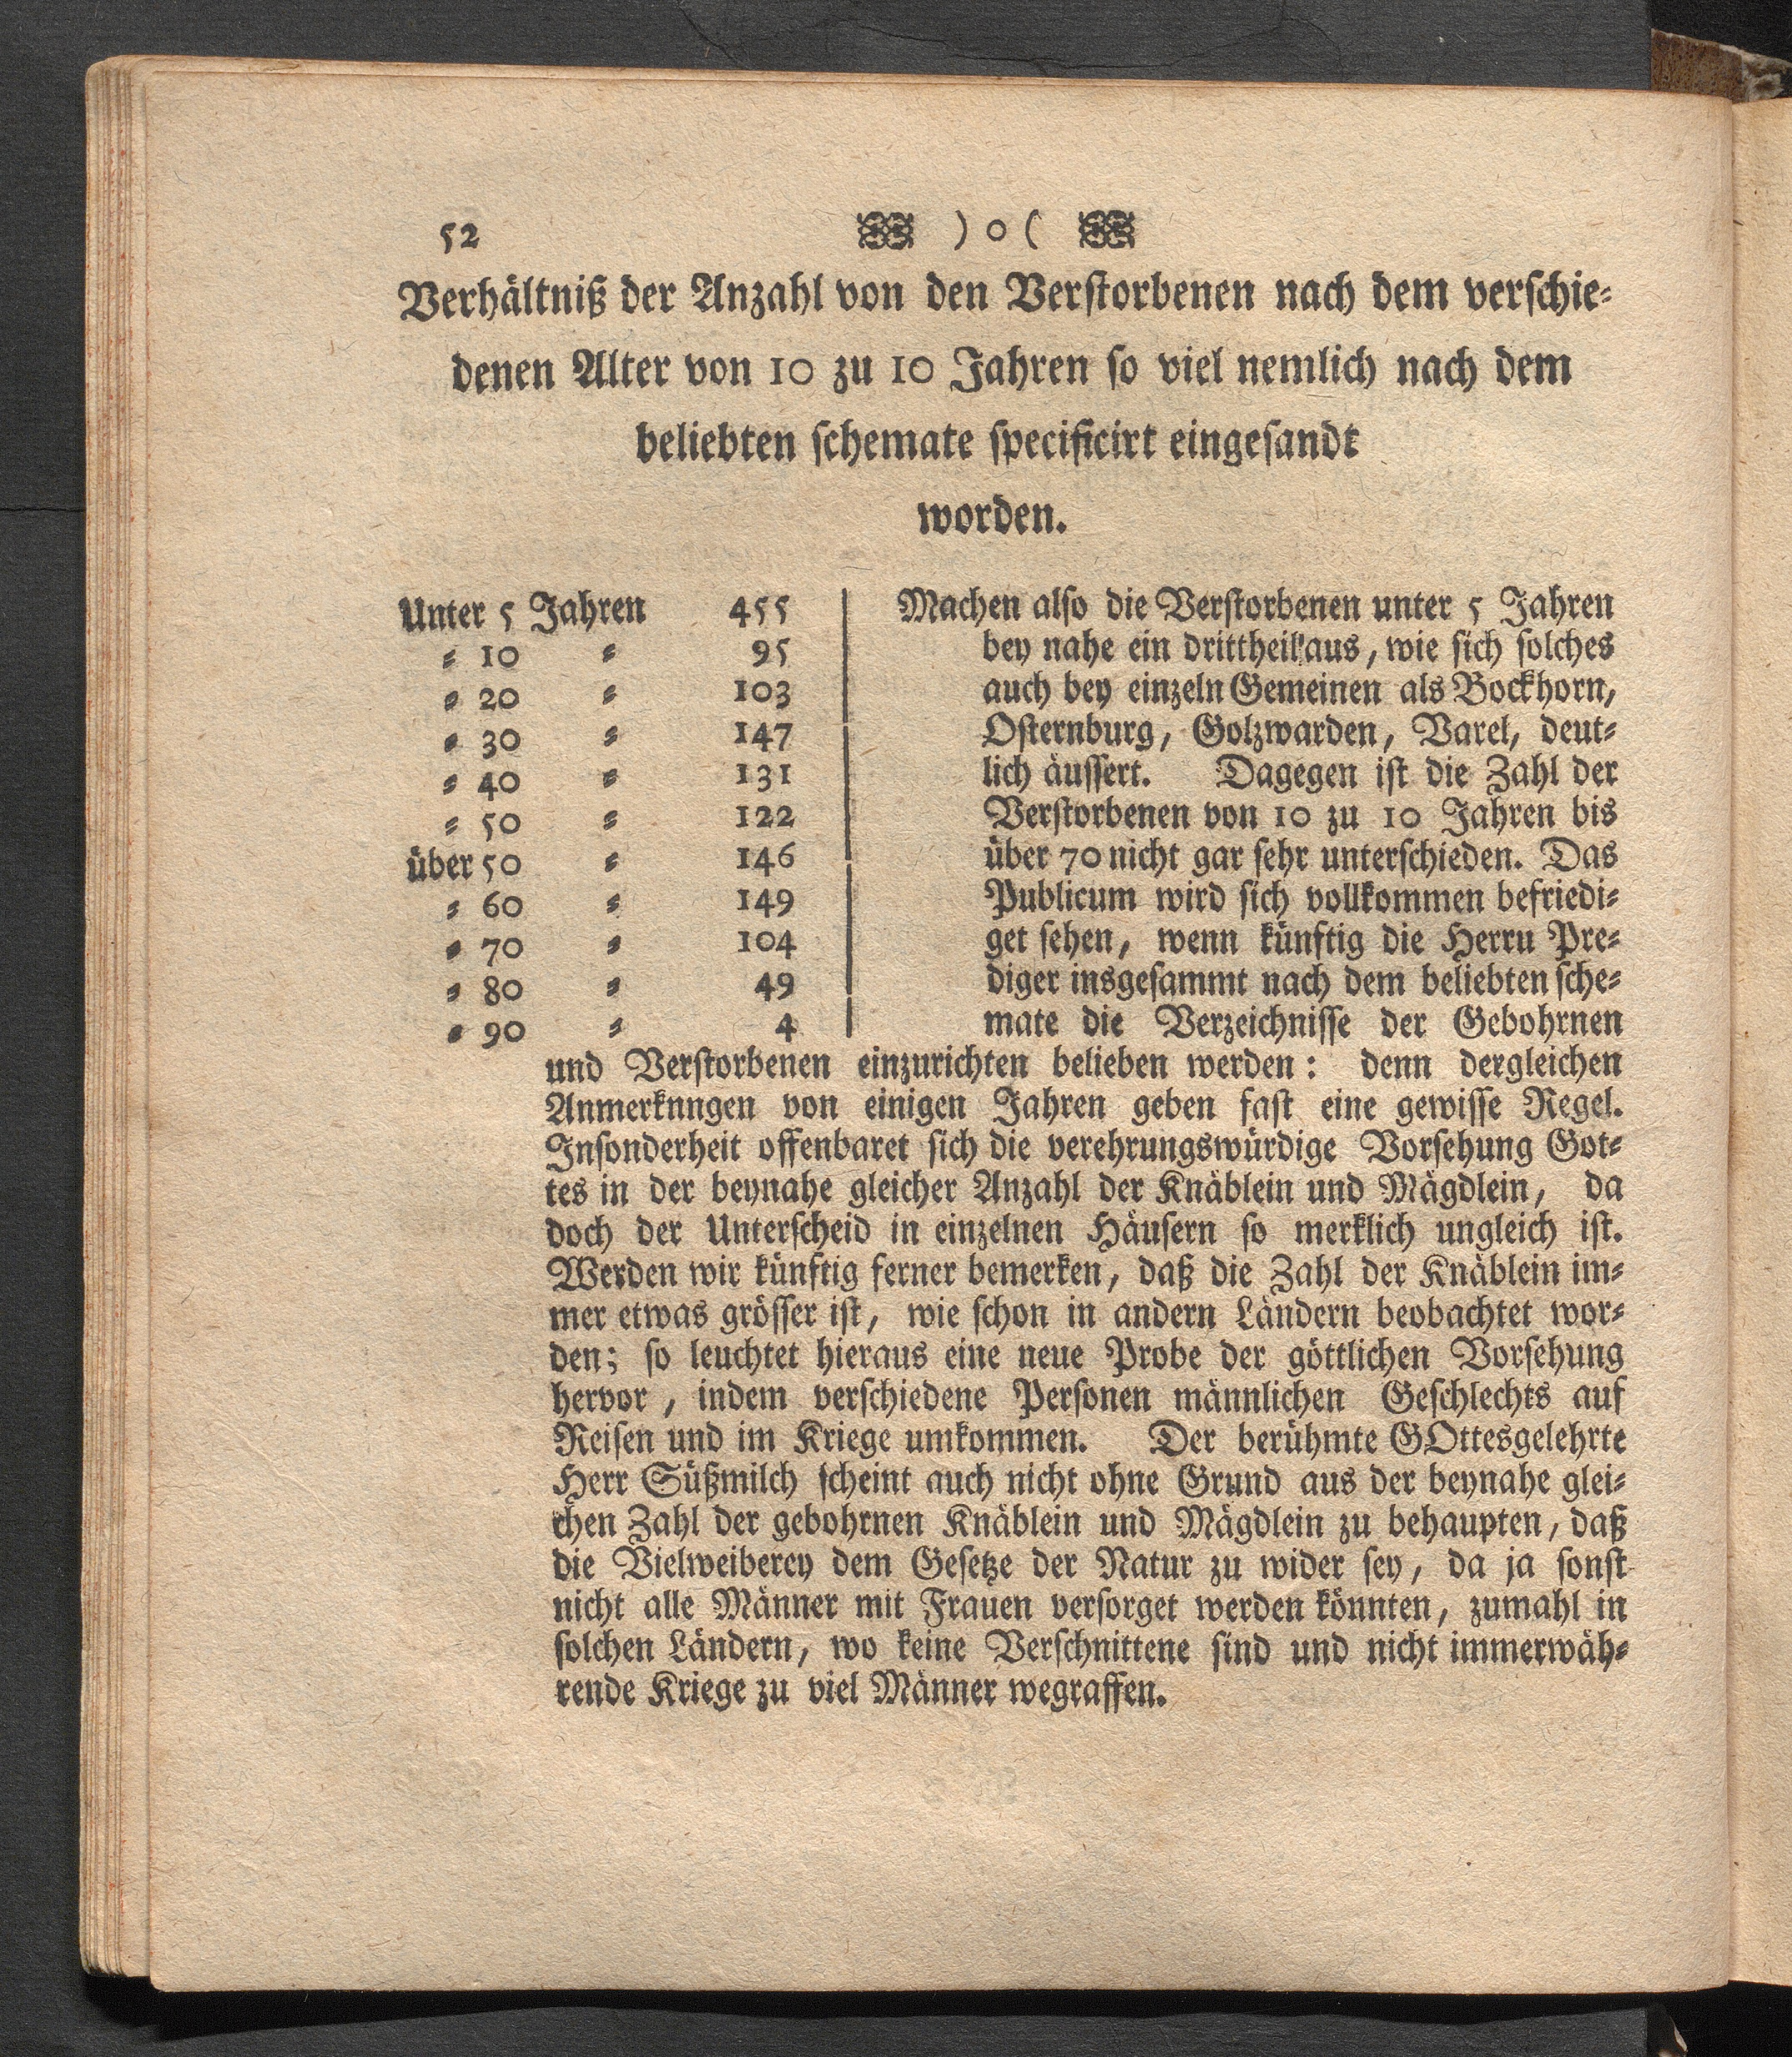 52 ) o (
Verhältniß der Anzahl von den Verstorbenen nach dem verschie-
denen Alter von 10 zu 10 Jahren so viel nemlich nach dem
beliebten schemate specificirt eingesandt
worden.
Unter 5 Jahren 455
= 10 = 95
= 20 = 103
= 30 = 147
= 40 = 131
= 50 = 122
über 50 = 146
= 60 = 149
= 70 = 104
= 80 = 49
= 90 = 4
Machen also die Verstorbenen unter 5 Jahren
bey nahe ein drittheil aus, wie sich solches
auch bey einzeln Gemeinen als Bockhorn,
Osternburg, Golzwarden, Varel, deut-
lich äussert. Dagegen ist die Zahl der
Verstorbenen von 10 zu 10 Jahren bis
über 70 nicht gar sehr unterschieden. Das
Publicum wird sich vollkommen befriedi-
get sehen, wenn künftig die Herru Pre-
diger insgesammt nach dem beliebten sche-
mate die Verzeichnisse der Gebohrnen
und Verstorbenen einzurichten belieben werden: denn dergleichen
Anmerknngen von einigen Jahren geben fast eine gewisse Regel.
Insonderheit offenbaret sich die verehrungswürdige Vorsehung Got-
tes in der beynahe gleicher Anzahl der Knäblein und Mägdlein, da
doch der Unterscheid in einzelnen Häusern so merklich ungleich ist.
Werden wir künftig ferner bemerken, daß die Zahl der Knäblein im-
mer etwas grösser ist, wie schon in andern Ländern beobachtet wor-
den; so leuchtet hieraus eine neue Probe der göttlichen Vorsehung
hervor, indem verschiedene Personen männlichen Geschlechts auf
Reisen und im Kriege umkommen. Der berühmte GOttesgelehrte
Herr Süßmilch scheint auch nicht ohne Grund aus der beynahe glei-
chen Zahl der gebohrnen Knäblein und Mägdlein zu behaupten, daß
die Vielweiberey dem Gesetze der Natur zu wider sey, da ja sonst
nicht alle Männer mit Frauen versorget werden könnten, zumahl in
solchen Ländern, wo keine Verschnittene sind und nicht immerwäh-
rende Kriege zu viel Männer wegraffen.